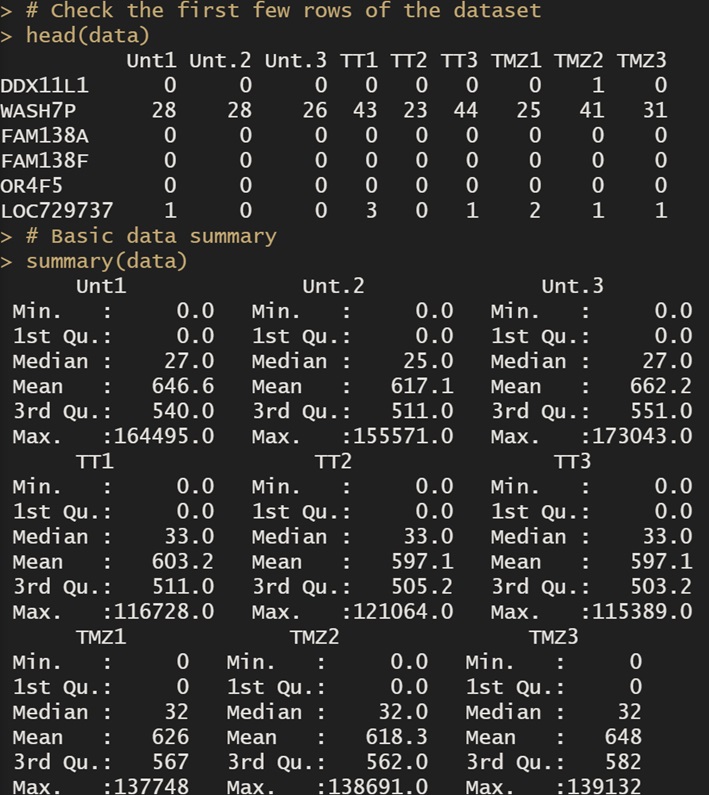 > # Check the first few rows of the dataset
> head(data)
Unt1 Unt.2 Unt.3 TT1 TT2 TT3 TMZ1 TMZ2 TMZ3
DDX11L1 0 0 0 0 0 0 0 1 0
WASH7P 28 28 26 43 23 44 25 41 31
FAM138A 0 0 0 0 0 0 0 0 0
FAM138F 0 0 0 0 0 0 0 0 0
OR4F5 0 0 0 0 0 0 0 0 0
LOC729737 1 0 0 3 0 1 2 1 1
> # Basic data summary
> summary(data)
Unt1 Unt.2 Unt.3
Min. : 0.0 Min. : 0.0 Min. : 0.0
1st Qu.: 0.0 1st Qu.: 0.0 1st Qu.: 0.0
Median : 27.0 Median : 25.0 Median : 27.0
Mean : 646.6 Mean : 617.1 Mean : 662.2
3rd Qu.: 540.0 3rd Qu.: 511.0 3rd Qu.: 551.0
Max. :164495.0 Max. :155571.0 Max. :173043.0
TT1 TT2 TT3
Min. : 0.0 Min. : 0.0 Min. : 0.0
1st Qu.: 0.0 1st Qu.: 0.0 1st Qu.: 0.0
Median : 33.0 Median : 33.0 Median : 33.0
Mean : 603.2 Mean : 597.1 Mean : 597.1
3rd Qu.: 511.0 3rd Qu.: 505.2 3rd Qu.: 503.2
Max. :116728.0 Max. :121064.0 Max. :115389.0
TMZ1 TMZ2 TMZ3
Min. : 0 Min. : 0.0 Min. : 0
1st Qu.: 0 1st Qu.: 0.0 1st Qu.: 0
Median : 32 Median : 32.0 Median : 32
Mean : 626 Mean : 618.3 Mean : 648
3rd Qu.: 567 3rd Qu.: 562.0 3rd Qu.: 582
Max. :137748 Max. :138691.0 Max. :139132